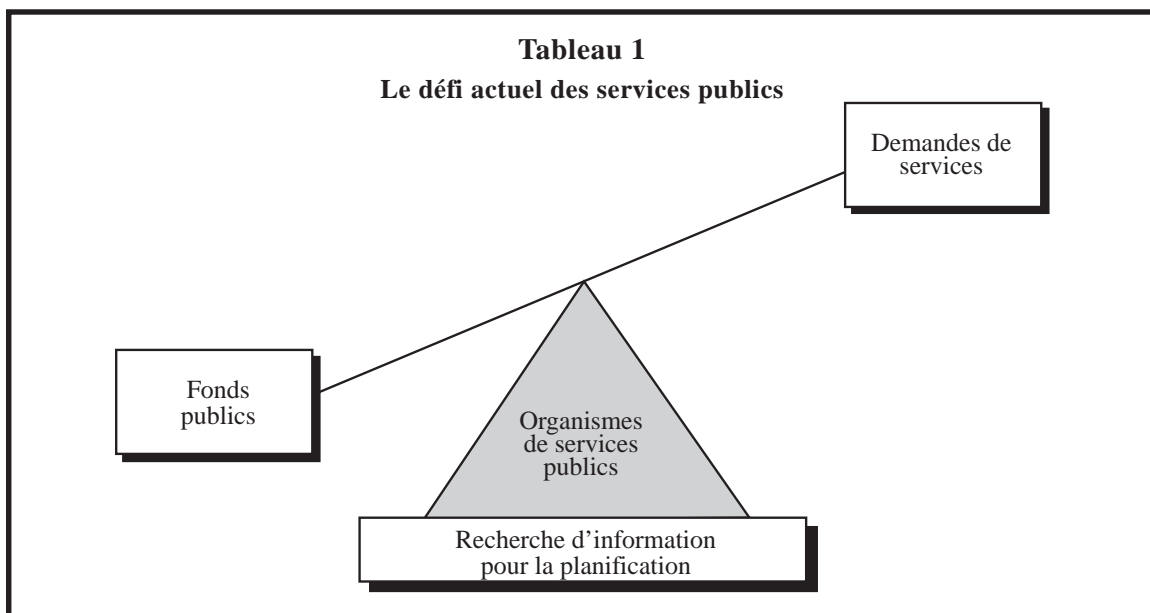 Tableau 1
Le défi actuel des services publics
Demandes de
services
Fonds
publics
Organismes
de services
publics
Recherche d’information
pour la planification